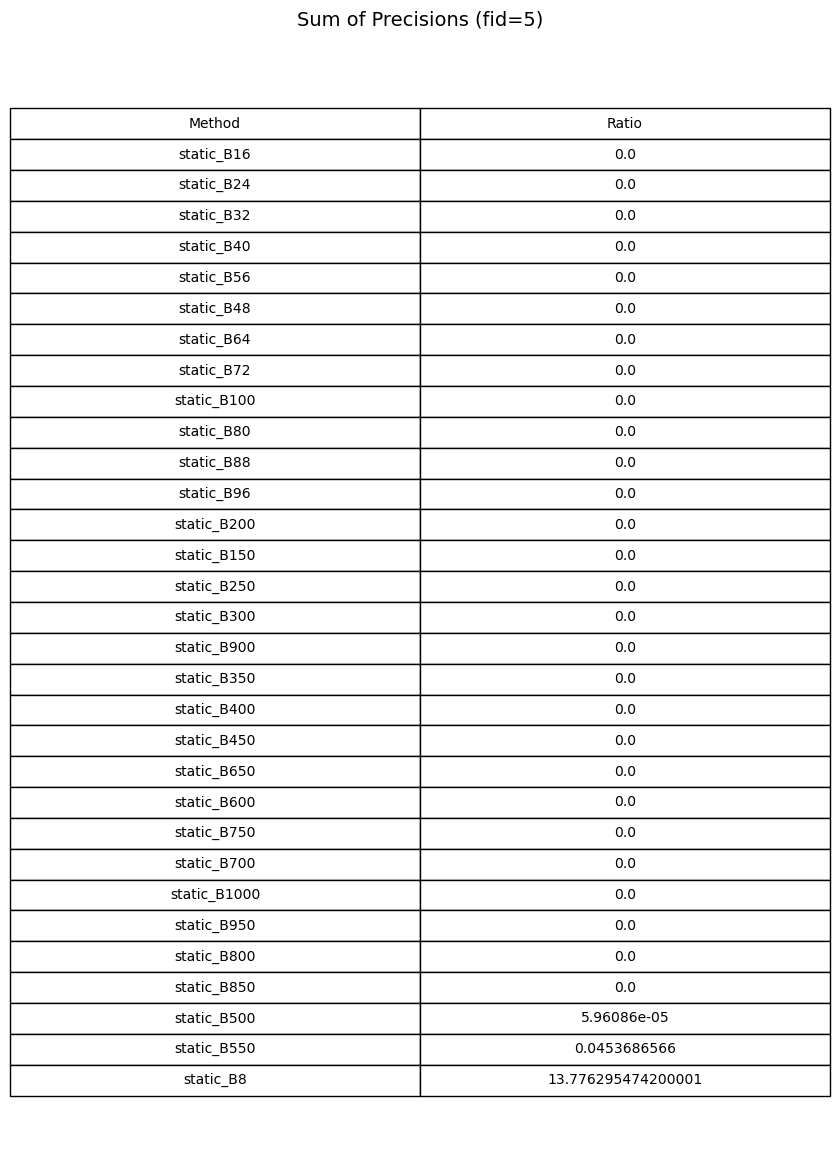 Sum of Precisions (fid=5)
Method Ratio
static_B16 0.0
static_B24 0.0
static_B32 0.0
static_B40 0.0
static_B56 0.0
static_B48 0.0
static_B64 0.0
static_B72 0.0
static_B100 0.0
static_B80 0.0
static_B88 0.0
static_B96 0.0
static_B200 0.0
static_B150 0.0
static_B250 0.0
static_B300 0.0
static_B900 0.0
static_B350 0.0
static_B400 0.0
static_B450 0.0
static_B650 0.0
static_B600 0.0
static_B750 0.0
static_B700 0.0
static_B1000 0.0
static_B950 0.0
static_B800 0.0
static_B850 0.0
static_B500 5.96086e-05
static_B550 0.0453686566
static_B8 13.776295474200001